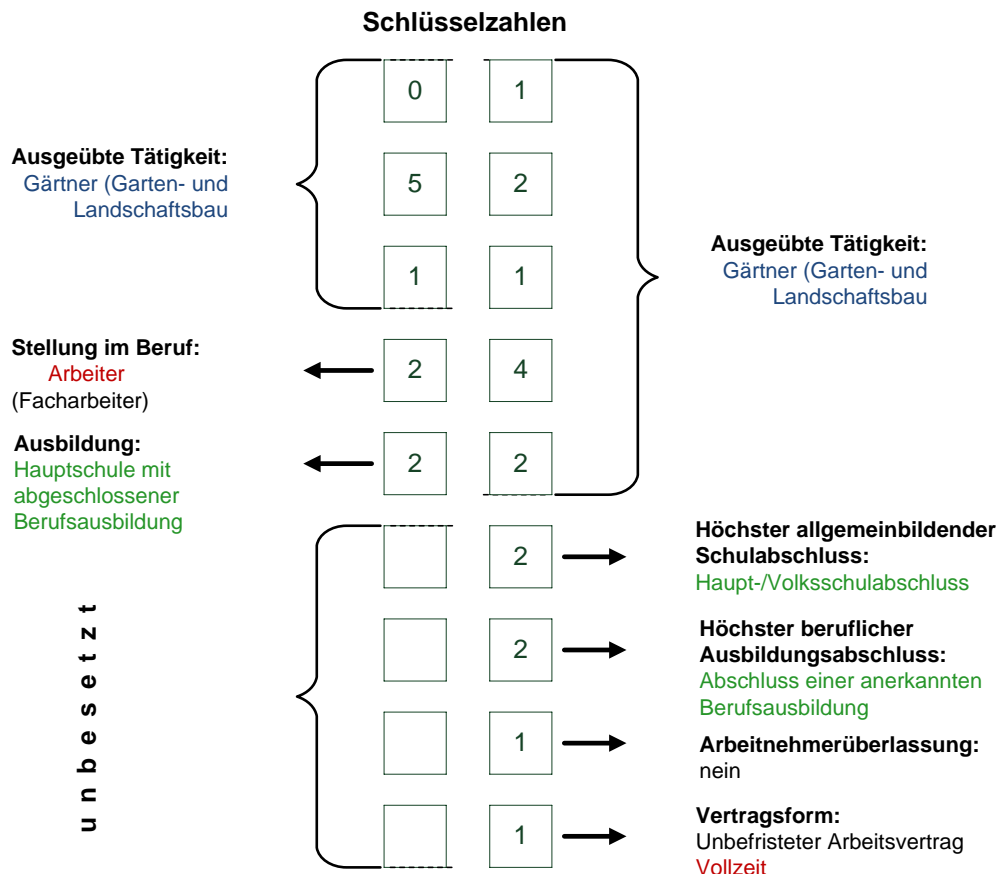 Schlüsselzahlen
0 1
Ausgeübte Tätigkeit:
Gärtner (Garten- und
Landschaftsbau
5 2
1 1
Ausgeübte Tätigkeit:
Gärtner (Garten- und
Landschaftsbau
Stellung im Beruf:
Arbeiter
(Facharbeiter)
2 4
Ausbildung:
Hauptschule mit
abgeschlossener
Berufsausbildung
2 2
unbesetzt
2
Höchster allgemeinbildender
Schulabschluss:
Haupt-/Volksschulabschluss
2
Höchster beruflicher
Ausbildungsabschluss:
Abschluss einer anerkannten
Berufsausbildung
1
Arbeitnehmerüberlassung:
nein
1
Vertragsform:
Unbefristeter Arbeitsvertrag
Vollzeit